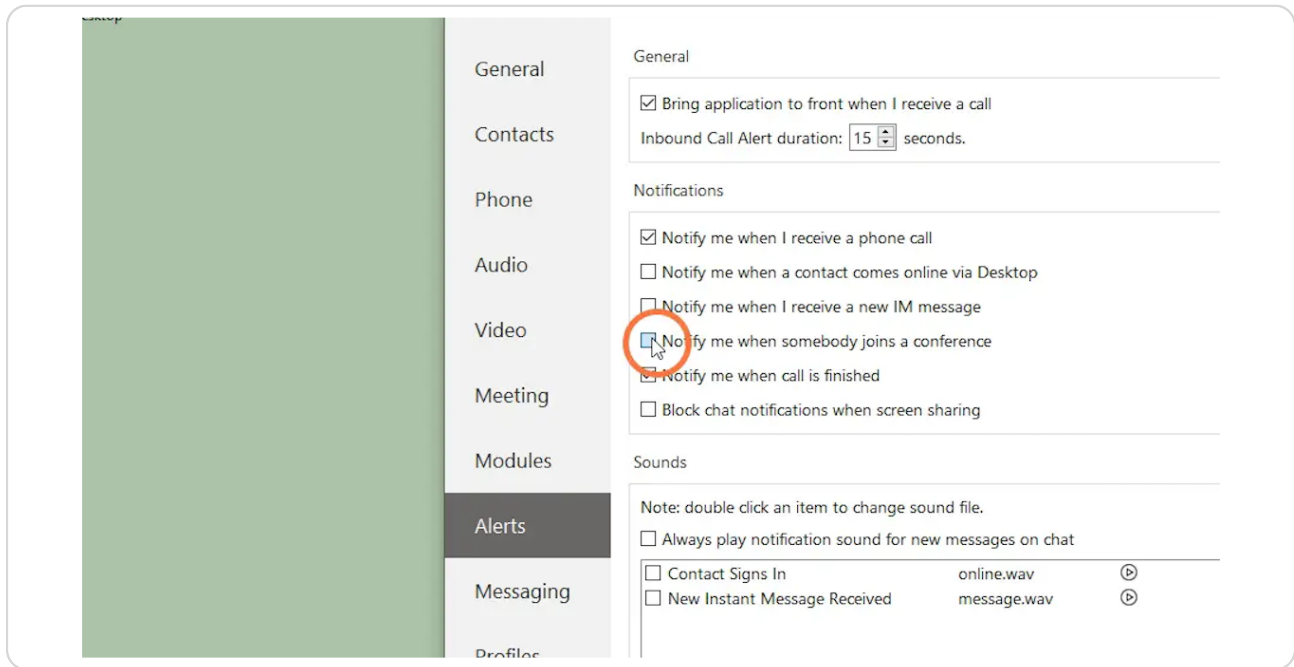 General
Contacts
Phone
Audio
Video
Meeting
Modules
Alerts
Messaging
Profiles
General
Bring application to front when I receive a call
Inbound Call Alert duration: 15 seconds.
Notifications
Notify me when I receive a phone call
Notify me when a contact comes online via Desktop
Notify me when I receive a new IM message
Notify me when somebody joins a conference
Notify me when call is finished
Block chat notifications when screen sharing
Sounds
Note: double click an item to change sound file.
Always play notification sound for new messages on chat
Contact Signs In online.wav
New Instant Message Received message.wav